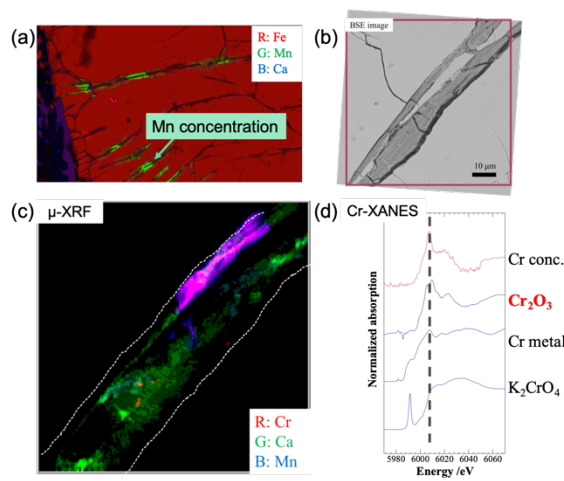 (a)
R: Fe
G: Mn
B: Ca
Mn concentration
(b)
BSE image
10 μm
(c)
μ-XRF
R: Cr
G: Ca
B: Mn
(d)
Cr-XANES
Normalized absorption
Cr conc.
Cr₂O₃
Cr metal
K₂CrO₄
5980 6000 6020 6040 6060
Energy /eV